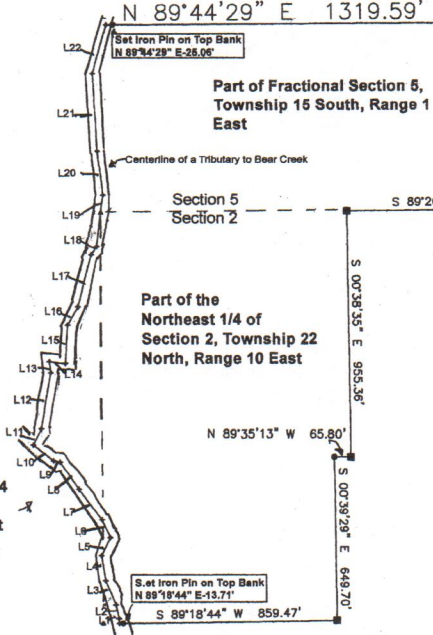 N 89°44'29" E 1319.59'
L22
Set Iron Pin on Top Bank
N 89°44'29" E-25.06'
Part of Fractional Section 5,
Township 15 South, Range 1
East
L21
Centerline of a Tributary to Bear Creek
L20
Section 5
L19
Section 2
S 89°2
L18
L17
S 00°38'35" E 955.36'
Part of the
Northeast 1/4 of
Section 2, Township 22
North, Range 10 East
L16
L15
L13
L14
L12
L11
N 89°35'13" W 65.80'
L10
L9
L8
4
L7
t
L6
L5
L4
S 00°39'29" E 649.70'
Set Iron Pin on Top Bank
N 89°18'44" E-13.71'
L3
L2
S 89°18'44" W 859.47'